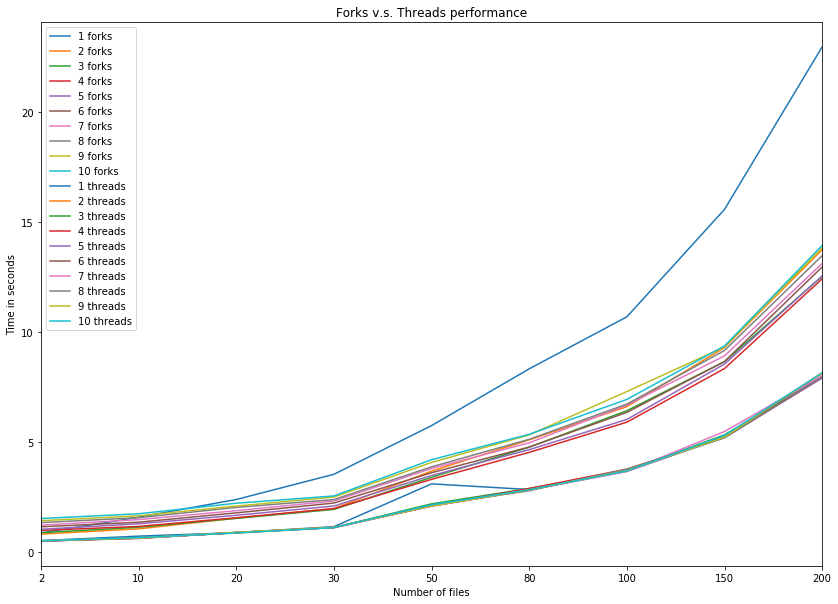 Forks v.s. Threads performance
1 forks
2 forks
3 forks
4 forks
5 forks
6 forks
7 forks
8 forks
9 forks
10 forks
1 threads
2 threads
3 threads
4 threads
5 threads
6 threads
7 threads
8 threads
9 threads
10 threads
Time in seconds
20
15
10
5
0
2 10 20 30 50 80 100 150 200
Number of files